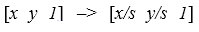 [x y 1] –> [x/s y/s 1]